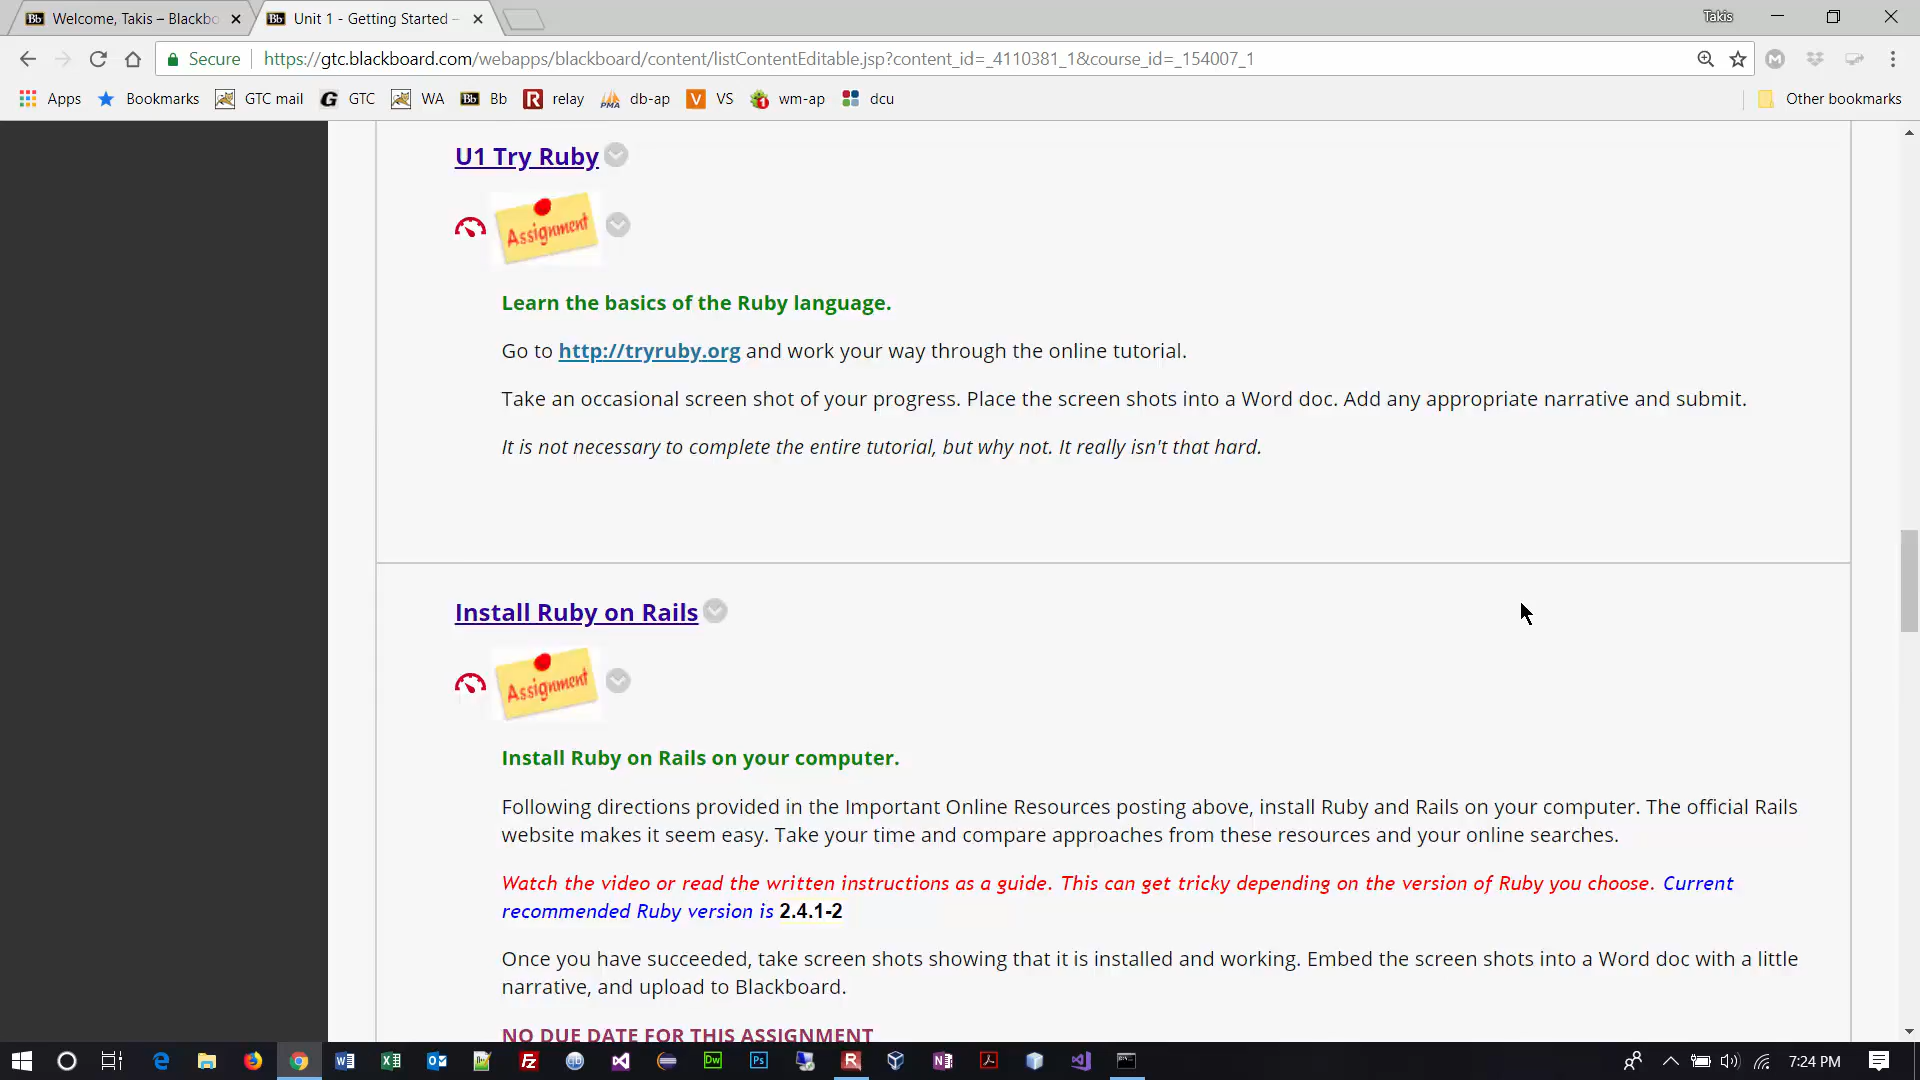 Welcome, Takis – Blackbo
Unit 1 - Getting Started –
Takis
Secure
https://gtc.blackboard.com/webapps/blackboard/content/listContentEditable.jsp?content_id=_4110381_1&course_id=_154007_1
Apps
Bookmarks
GTC mail
GTC
WA
Bb
relay
db-ap
VS
wm-ap
dcu
Other bookmarks
U1 Try Ruby
Assignment
Learn the basics of the Ruby language.
Go to http://tryruby.org and work your way through the online tutorial.
Take an occasional screen shot of your progress. Place the screen shots into a Word doc. Add any appropriate narrative and submit.
It is not necessary to complete the entire tutorial, but why not. It really isn't that hard.
Install Ruby on Rails
Assignment
Install Ruby on Rails on your computer.
Following directions provided in the Important Online Resources posting above, install Ruby and Rails on your computer. The official Rails
website makes it seem easy. Take your time and compare approaches from these resources and your online searches.
Watch the video or read the written instructions as a guide. This can get tricky depending on the version of Ruby you choose. Current
recommended Ruby version is 2.4.1-2
Once you have succeeded, take screen shots showing that it is installed and working. Embed the screen shots into a Word doc with a little
narrative, and upload to Blackboard.
NO DUE DATE FOR THIS ASSIGNMENT
7:24 PM